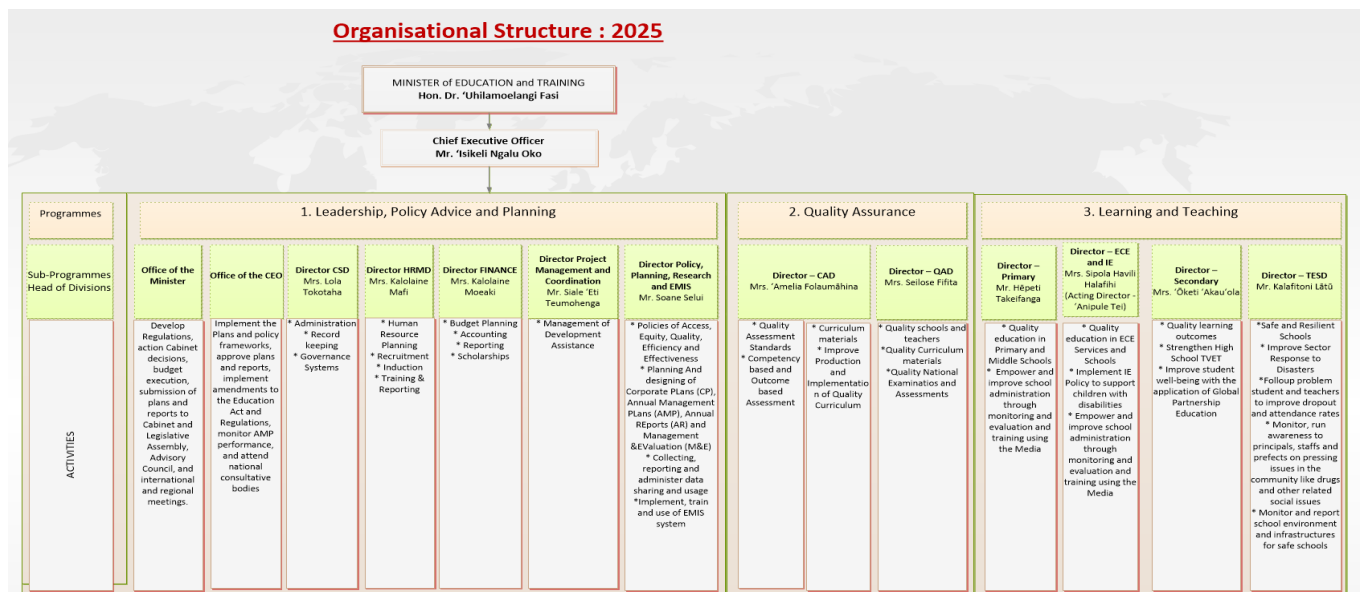 Organisational Structure : 2025
MINISTER of EDUCATION and TRAINING
Hon. Dr. ‘Uhilamoelangi Fasi
Chief Executive Officer
Mr. ‘Isikeli Ngalu Oko
Programmes
1. Leadership, Policy Advice and Planning
2. Quality Assurance
3. Learning and Teaching
Sub-Programmes
Head of Divisions
Office of the
Minister
Office of the CEO
Director CSD
Mrs. Lola
Tokotaha
Director HRMD
Mrs. Kalolaine
Mafi
Director FINANCE
Mrs. Kalolaine
Moeaki
Director Project
Management and
Coordination
Mr. Siale ‘Eti
Teumohenga
Director Policy,
Planning, Research
and EMIS
Mr. Soane Selui
Director – CAD
Mrs. ‘Amelia Folaumāhina
Director – QAD
Mrs. Seilose Fifita
Director –
Primary
Mr. Hēpeti
Takeifanga
Director – ECE
and IE
Mrs. Sipola Havili
Halafihi
(Acting Director -
‘Anipule Tei)
Director –
Secondary
Mrs. ‘Ōketi ‘Akau‘ola
Director – TESD
Mr. Kalafitoni Lātū
ACTIVITIES
Develop
Regulations,
action Cabinet
decisions,
budget
execution,
submission of
plans and
reports to
Cabinet and
Legislative
Assembly,
Advisory
Council, and
international
and regional
meetings.
Implement the
Plans and policy
frameworks,
approve plans
and reports,
implement
amendments to
the Education
Act and
Regulations,
monitor AMP
performance,
and attend
national
consultative
bodies
* Administration
* Record
keeping
* Governance
Systems
* Human
Resource
Planning
* Recruitment
* Induction
* Training &
Reporting
* Budget Planning
* Accounting
* Reporting
* Scholarships
* Management of
Development
Assistance
* Policies of Access,
Equity, Quality,
Efficiency and
Effectiveness
* Planning And
designing of
Corporate PLans (CP),
Annual Management
PLans (AMP), Annual
REports (AR) and
Management
&EValuation (M&E)
* Collecting,
reporting and
administer data
sharing and usage
*Implement, train
and use of EMIS
system
* Quality
Assessment
Standards
* Competency
based and
Outcome
based
Assessment
* Curriculum
materials
* Improve
Production
and
Implementatio
n of Quality
Curriculum
* Quality schools and
teachers
*Quality Curriculum
materials
*Quality National
Examinatios and
Assessments
* Quality
education in
Primary and
Middle Schools
* Empower and
improve school
administration
through
monitoring and
evaluation and
training using
the Media
* Quality
education in ECE
Services and
Schools
* Implement IE
Policy to support
children with
disabilities
* Empower and
improve school
administration
through
monitoring and
evaluation and
training using the
Media
* Quality learning
outcomes
* Strengthen High
School TVET
* Improve student
well-being with the
application of Global
Partnership
Education
*Safe and Resilient
Schools
* Improve Sector
Response to
Disasters
*Follup problem
student and teachers
to improve dropout
and attendance rates
* Monitor, run
awareness to
principals, staffs and
prefects on pressing
issues in the
community like drugs
and other related
social issues
* Monitor and report
school environment
and infrastructures
for safe schools